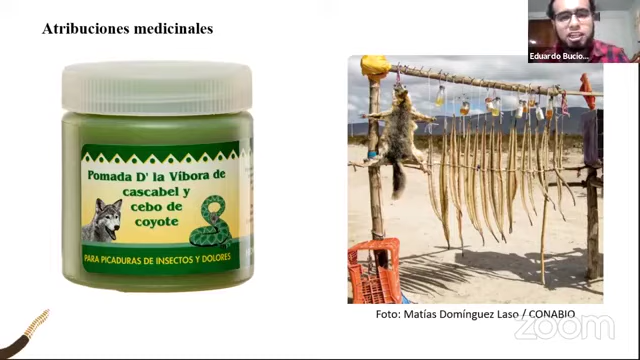 Atribuciones medicinales
Eduardo Bucio...
Pomada D' la Víbora de
cascabel y
cebo de
coyote
PARA PICADURAS DE INSECTOS Y DOLORES
Foto: Matías Domínguez Laso / CONABIO
zoom